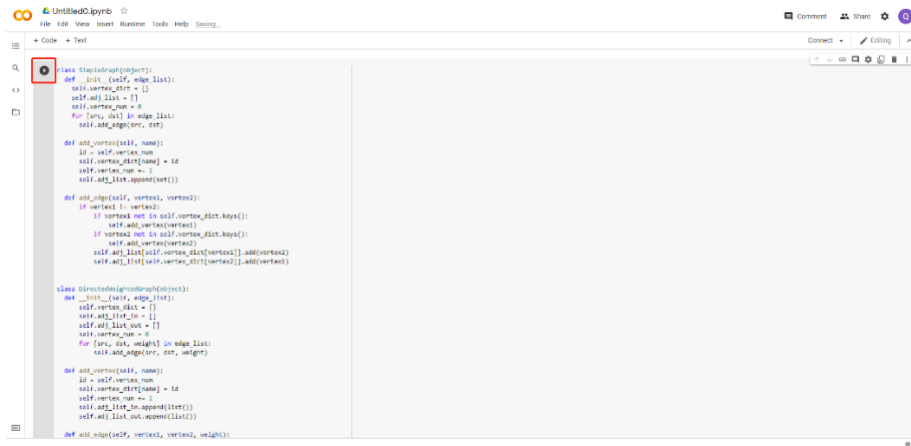 Untitled0.ipynb
File Edit View Insert Runtime Tools Help Saving...
Comment Share Q
+ Code + Text
Connect Editing
class SimpleGraph(object):
def __init__(self, edge_list):
self.vertex_dict = {}
self.adj_list = []
self.vertex_num = 0
for [src, dst] in edge_list:
self.add_edge(src, dst)
def add_vertex(self, name):
id = self.vertex_num
self.vertex_dict[name] = id
self.vertex_num += 1
self.adj_list.append(set())
def add_edge(self, vertex1, vertex2):
if vertex1 != vertex2:
if vertex1 not in self.vertex_dict.keys():
self.add_vertex(vertex1)
if vertex2 not in self.vertex_dict.keys():
self.add_vertex(vertex2)
self.adj_list[self.vertex_dict[vertex1]].add(vertex2)
self.adj_list[self.vertex_dict[vertex2]].add(vertex1)
class DirectedWeightedGraph(object):
def __init__(self, edge_list):
self.vertex_dict = {}
self.adj_list_in = []
self.adj_list_out = []
self.vertex_num = 0
for [src, dst, weight] in edge_list:
self.add_edge(src, dst, weight)
def add_vertex(self, name):
id = self.vertex_num
self.vertex_dict[name] = id
self.vertex_num += 1
self.adj_list_in.append(list())
self.adj_list_out.append(list())
def add_edge(self, vertex1, vertex2, weight):